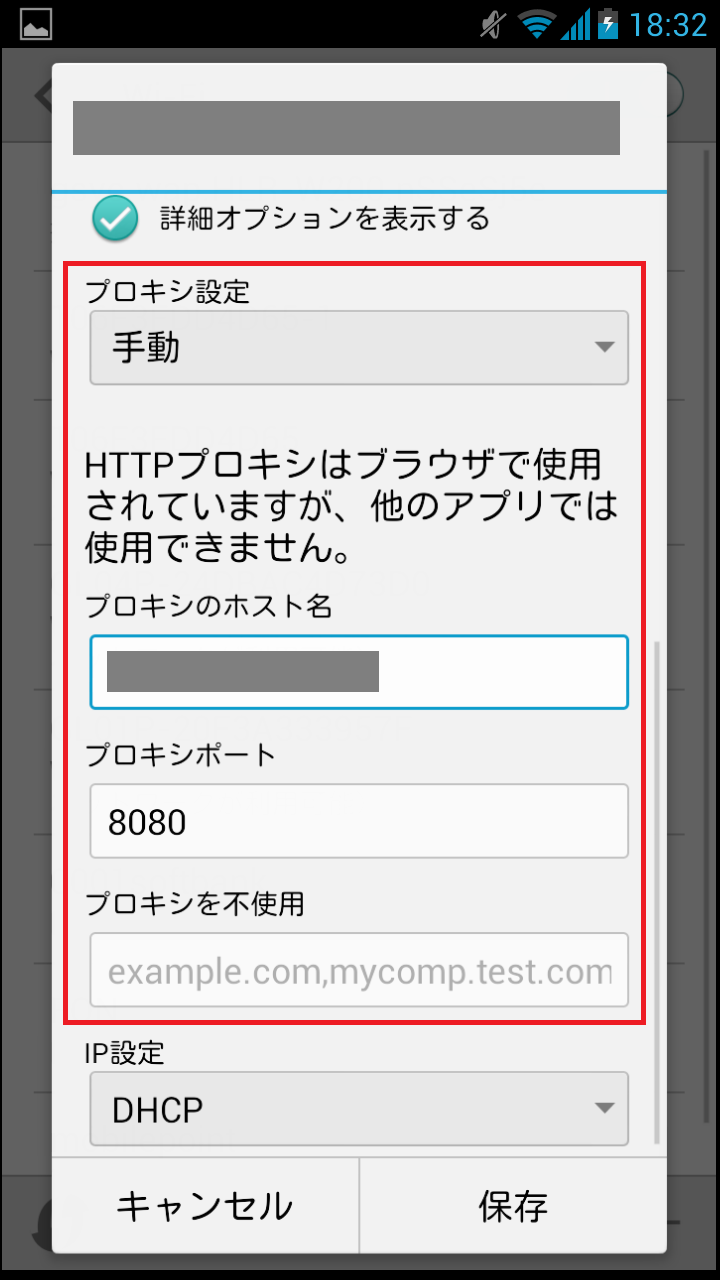 18:32
詳細オプションを表示する
プロキシ設定
手動
HTTPプロキシはブラウザで使用
されていますが、他のアプリでは
使用できません。
プロキシのホスト名
プロキシポート
8080
プロキシを不使用
example.com,mycomp.test.com
IP設定
DHCP
キャンセル
保存